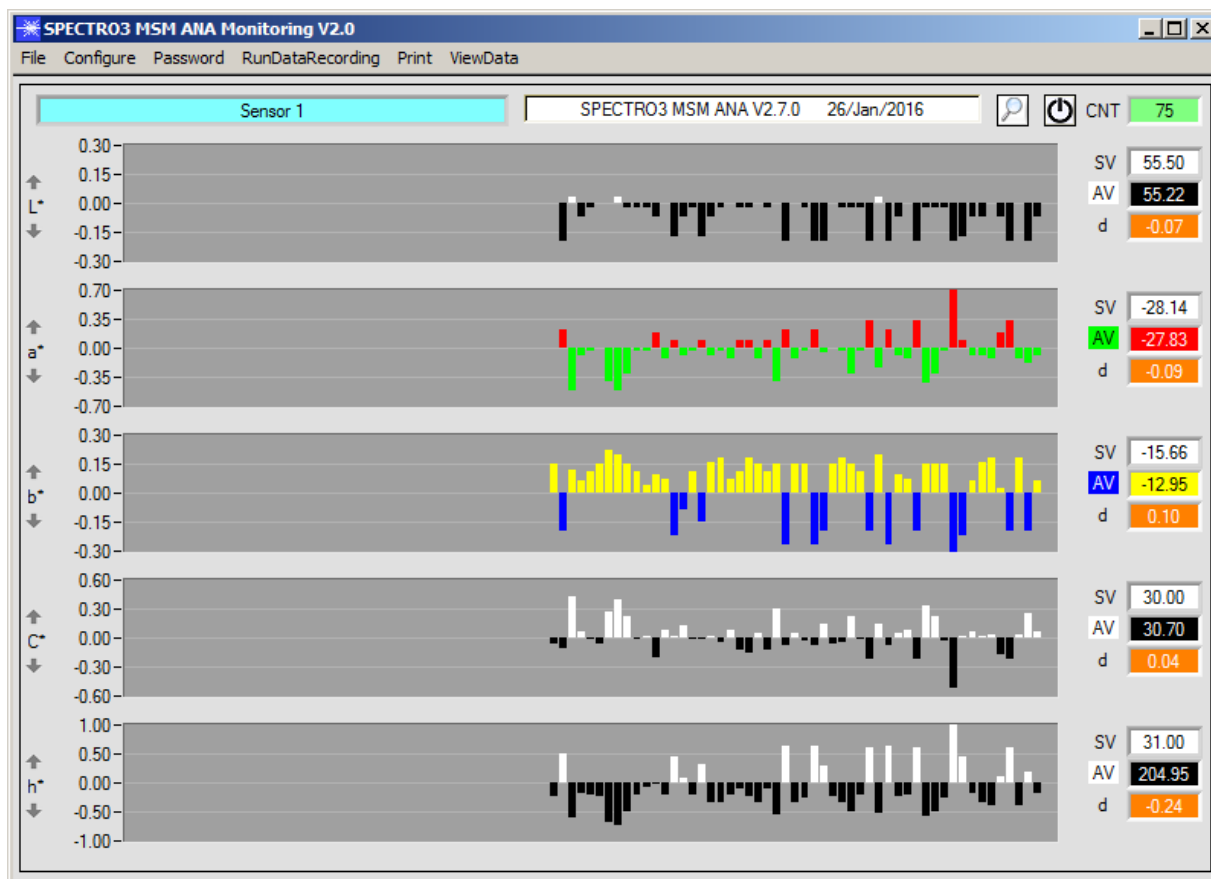 SPECTRO3 MSM ANA Monitoring V2.0
File Configure Password RunDataRecording Print ViewData
Sensor 1 SPECTRO3 MSM ANA V2.7.0 26/Jan/2016 CNT 75
0.30
0.15
L* 0.00
-0.15
-0.30
SV 55.50
AV 55.22
d -0.07
0.70
0.35
a* 0.00
-0.35
-0.70
SV -28.14
AV -27.83
d -0.09
0.30
0.15
b* 0.00
-0.15
-0.30
SV -15.66
AV -12.95
d 0.10
0.60
0.30
C* 0.00
-0.30
-0.60
SV 30.00
AV 30.70
d 0.04
1.00
0.50
h* 0.00
-0.50
-1.00
SV 31.00
AV 204.95
d -0.24